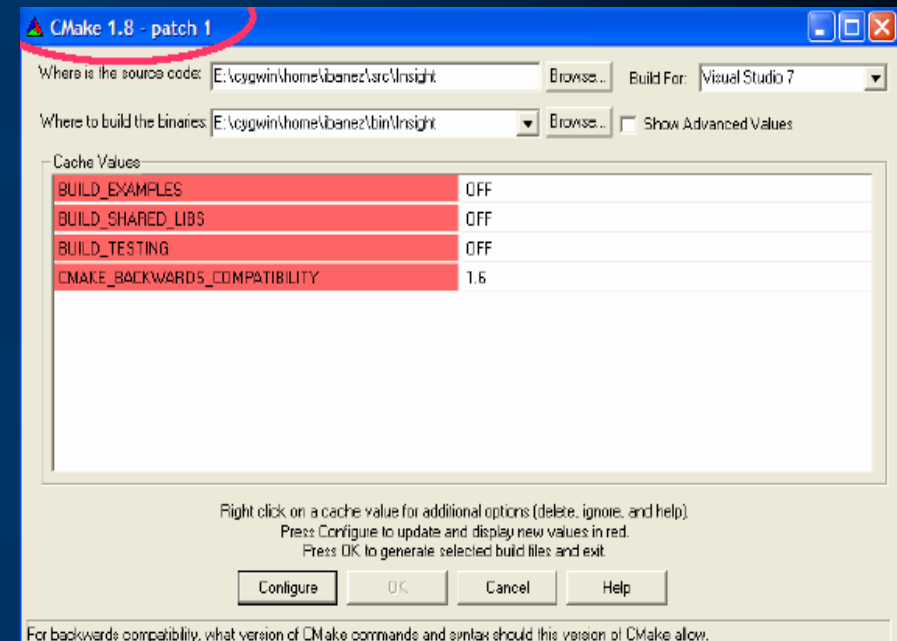 CMake 1.8 - patch 1
Where is the source code: E:\cygwin\home\ibanez\src\Insight Browse... Build For: Visual Studio 7
Where to build the binaries: E:\cygwin\home\ibanez\bin\Insight Browse... Show Advanced Values
Cache Values
BUILD_EXAMPLES OFF
BUILD_SHARED_LIBS OFF
BUILD_TESTING OFF
CMAKE_BACKWARDS_COMPATIBILITY 1.6
Right click on a cache value for additional options (delete, ignore, and help).
Press Configure to update and display new values in red.
Press OK to generate selected build files and exit.
Configure OK Cancel Help
For backwards compatibility, what version of CMake commands and syntax should this version of CMake allow.